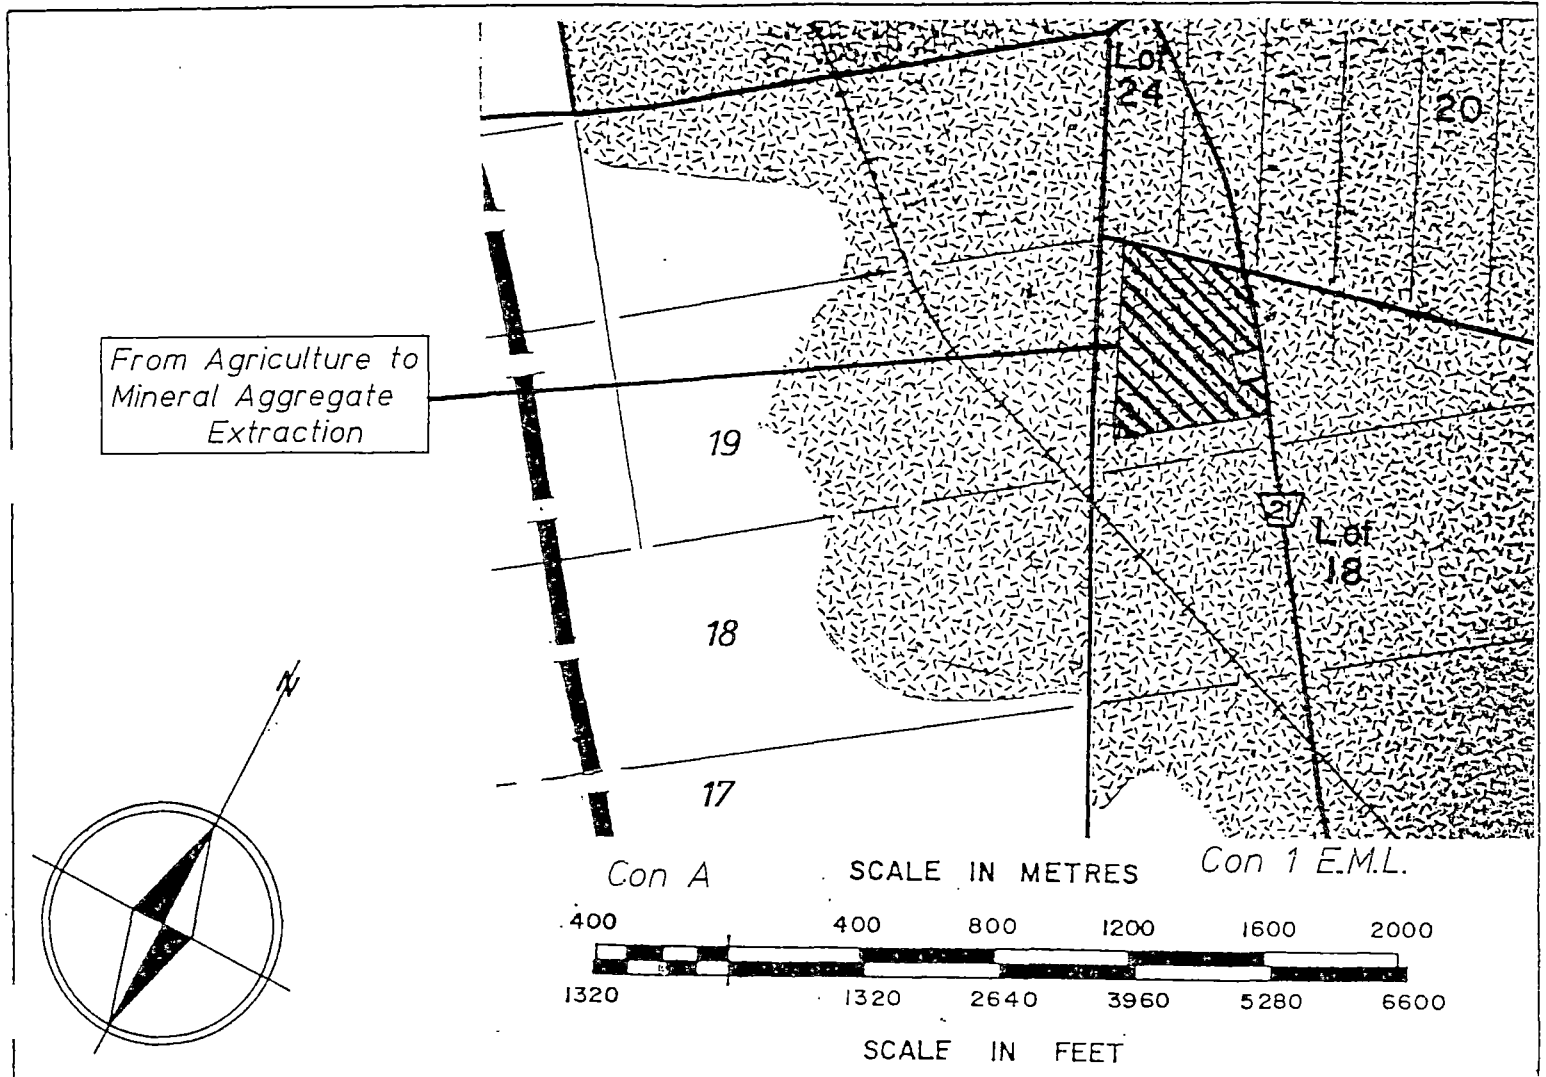 Lot
24
20
From Agriculture to
Mineral Aggregate
Extraction
19
21
Lot
18
18
N
17
Con A
SCALE IN METRES
Con 1 E.M.L.
400 400 800 1200 1600 2000
1320 1320 2640 3960 5280 6600
SCALE IN FEET